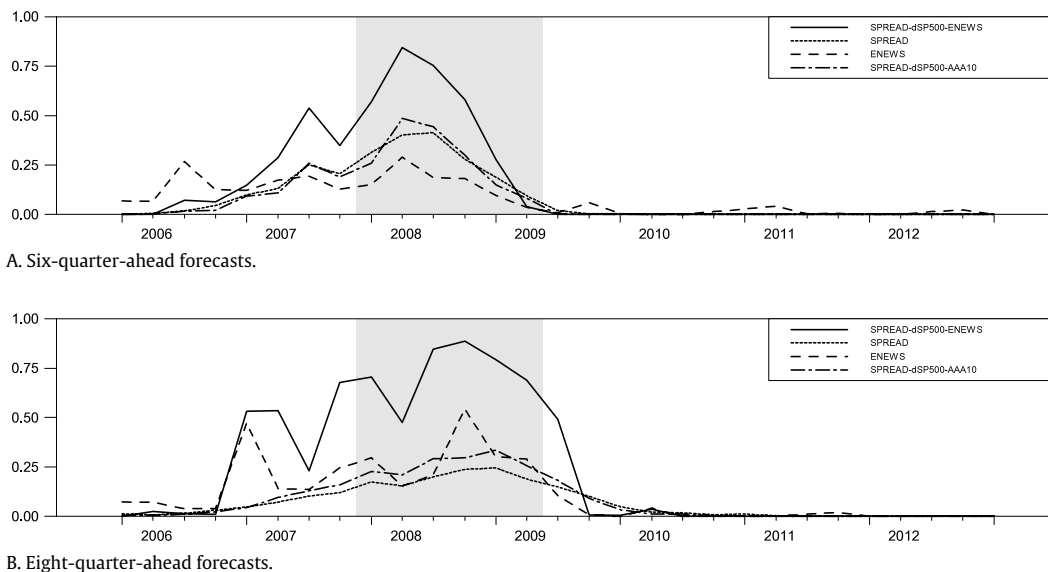 1.00
0.75
0.50
0.25
0.00
SPREAD-dSP500-ENEWS
SPREAD
ENEWS
SPREAD-dSP500-AAA10
2006 2007 2008 2009 2010 2011 2012
A. Six-quarter-ahead forecasts.
1.00
0.75
0.50
0.25
0.00
SPREAD-dSP500-ENEWS
SPREAD
ENEWS
SPREAD-dSP500-AAA10
2006 2007 2008 2009 2010 2011 2012
B. Eight-quarter-ahead forecasts.